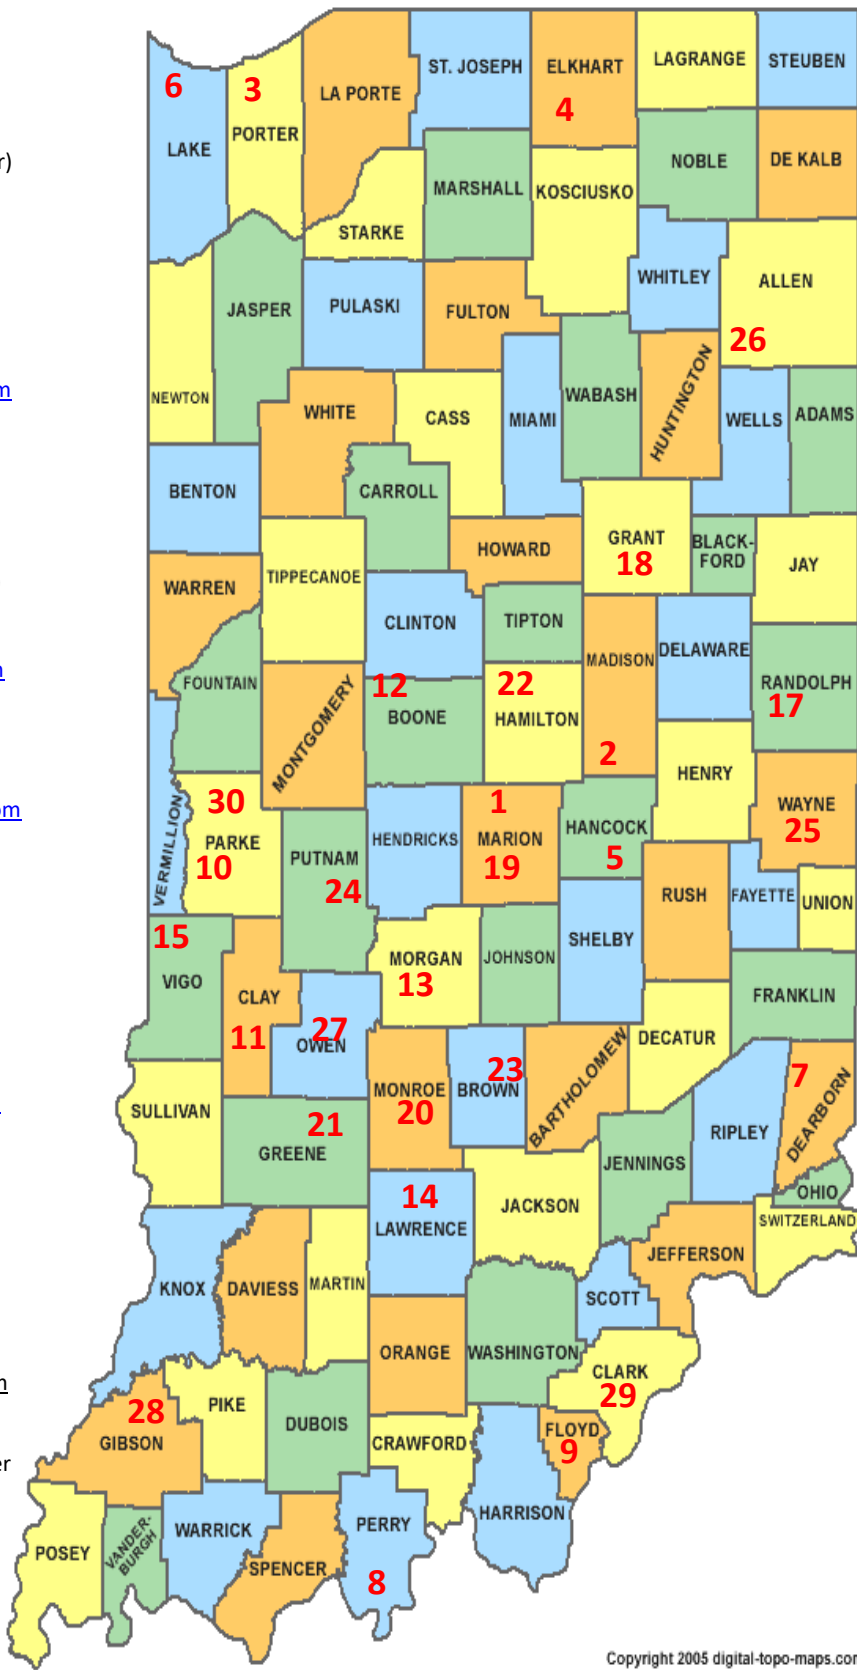 ST. JOSEPH
ELKHART
LAGRANGE
STEUBEN
6
3
LA PORTE
4
LAKE
PORTER
r)
MARSHALL
KOSCIUSKO
NOBLE
DE KALB
STARKE
JASPER
PULASKI
FULTON
WHITLEY
ALLEN
26
m
NEWTON
WHITE
CASS
MIAMI
WABASH
HUNTINGTON
WELLS
ADAMS
BENTON
CARROLL
HOWARD
GRANT
18
BLACK-
FORD
JAY
WARREN
TIPPECANOE
CLINTON
TIPTON
MADISON
DELAWARE
FOUNTAIN
12
BOONE
22
HAMILTON
RANDOLPH
17
MONTGOMERY
2
HENRY
om
VERMILLION
30
PARKE
10
PUTNAM
24
HENDRICKS
1
MARION
19
HANCOCK
5
WAYNE
25
RUSH
FAYETTE
UNION
15
VIGO
CLAY
11
MORGAN
13
JOHNSON
SHELBY
FRANKLIN
27
OWEN
DECATUR
SULLIVAN
MONROE
20
23
BROWN
BARTHOLOMEW
7
DEARBORN
21
GREENE
JENNINGS
RIPLEY
OHIO
14
LAWRENCE
JACKSON
SWITZERLAND
KNOX
DAVIESS
MARTIN
JEFFERSON
SCOTT
ORANGE
WASHINGTON
CLARK
29
28
GIBSON
PIKE
DUBOIS
CRAWFORD
FLOYD
9
er
HARRISON
POSEY
VANDER-
BURGH
WARRICK
SPENCER
PERRY
8
Copyright 2005 digital-topo-maps.com